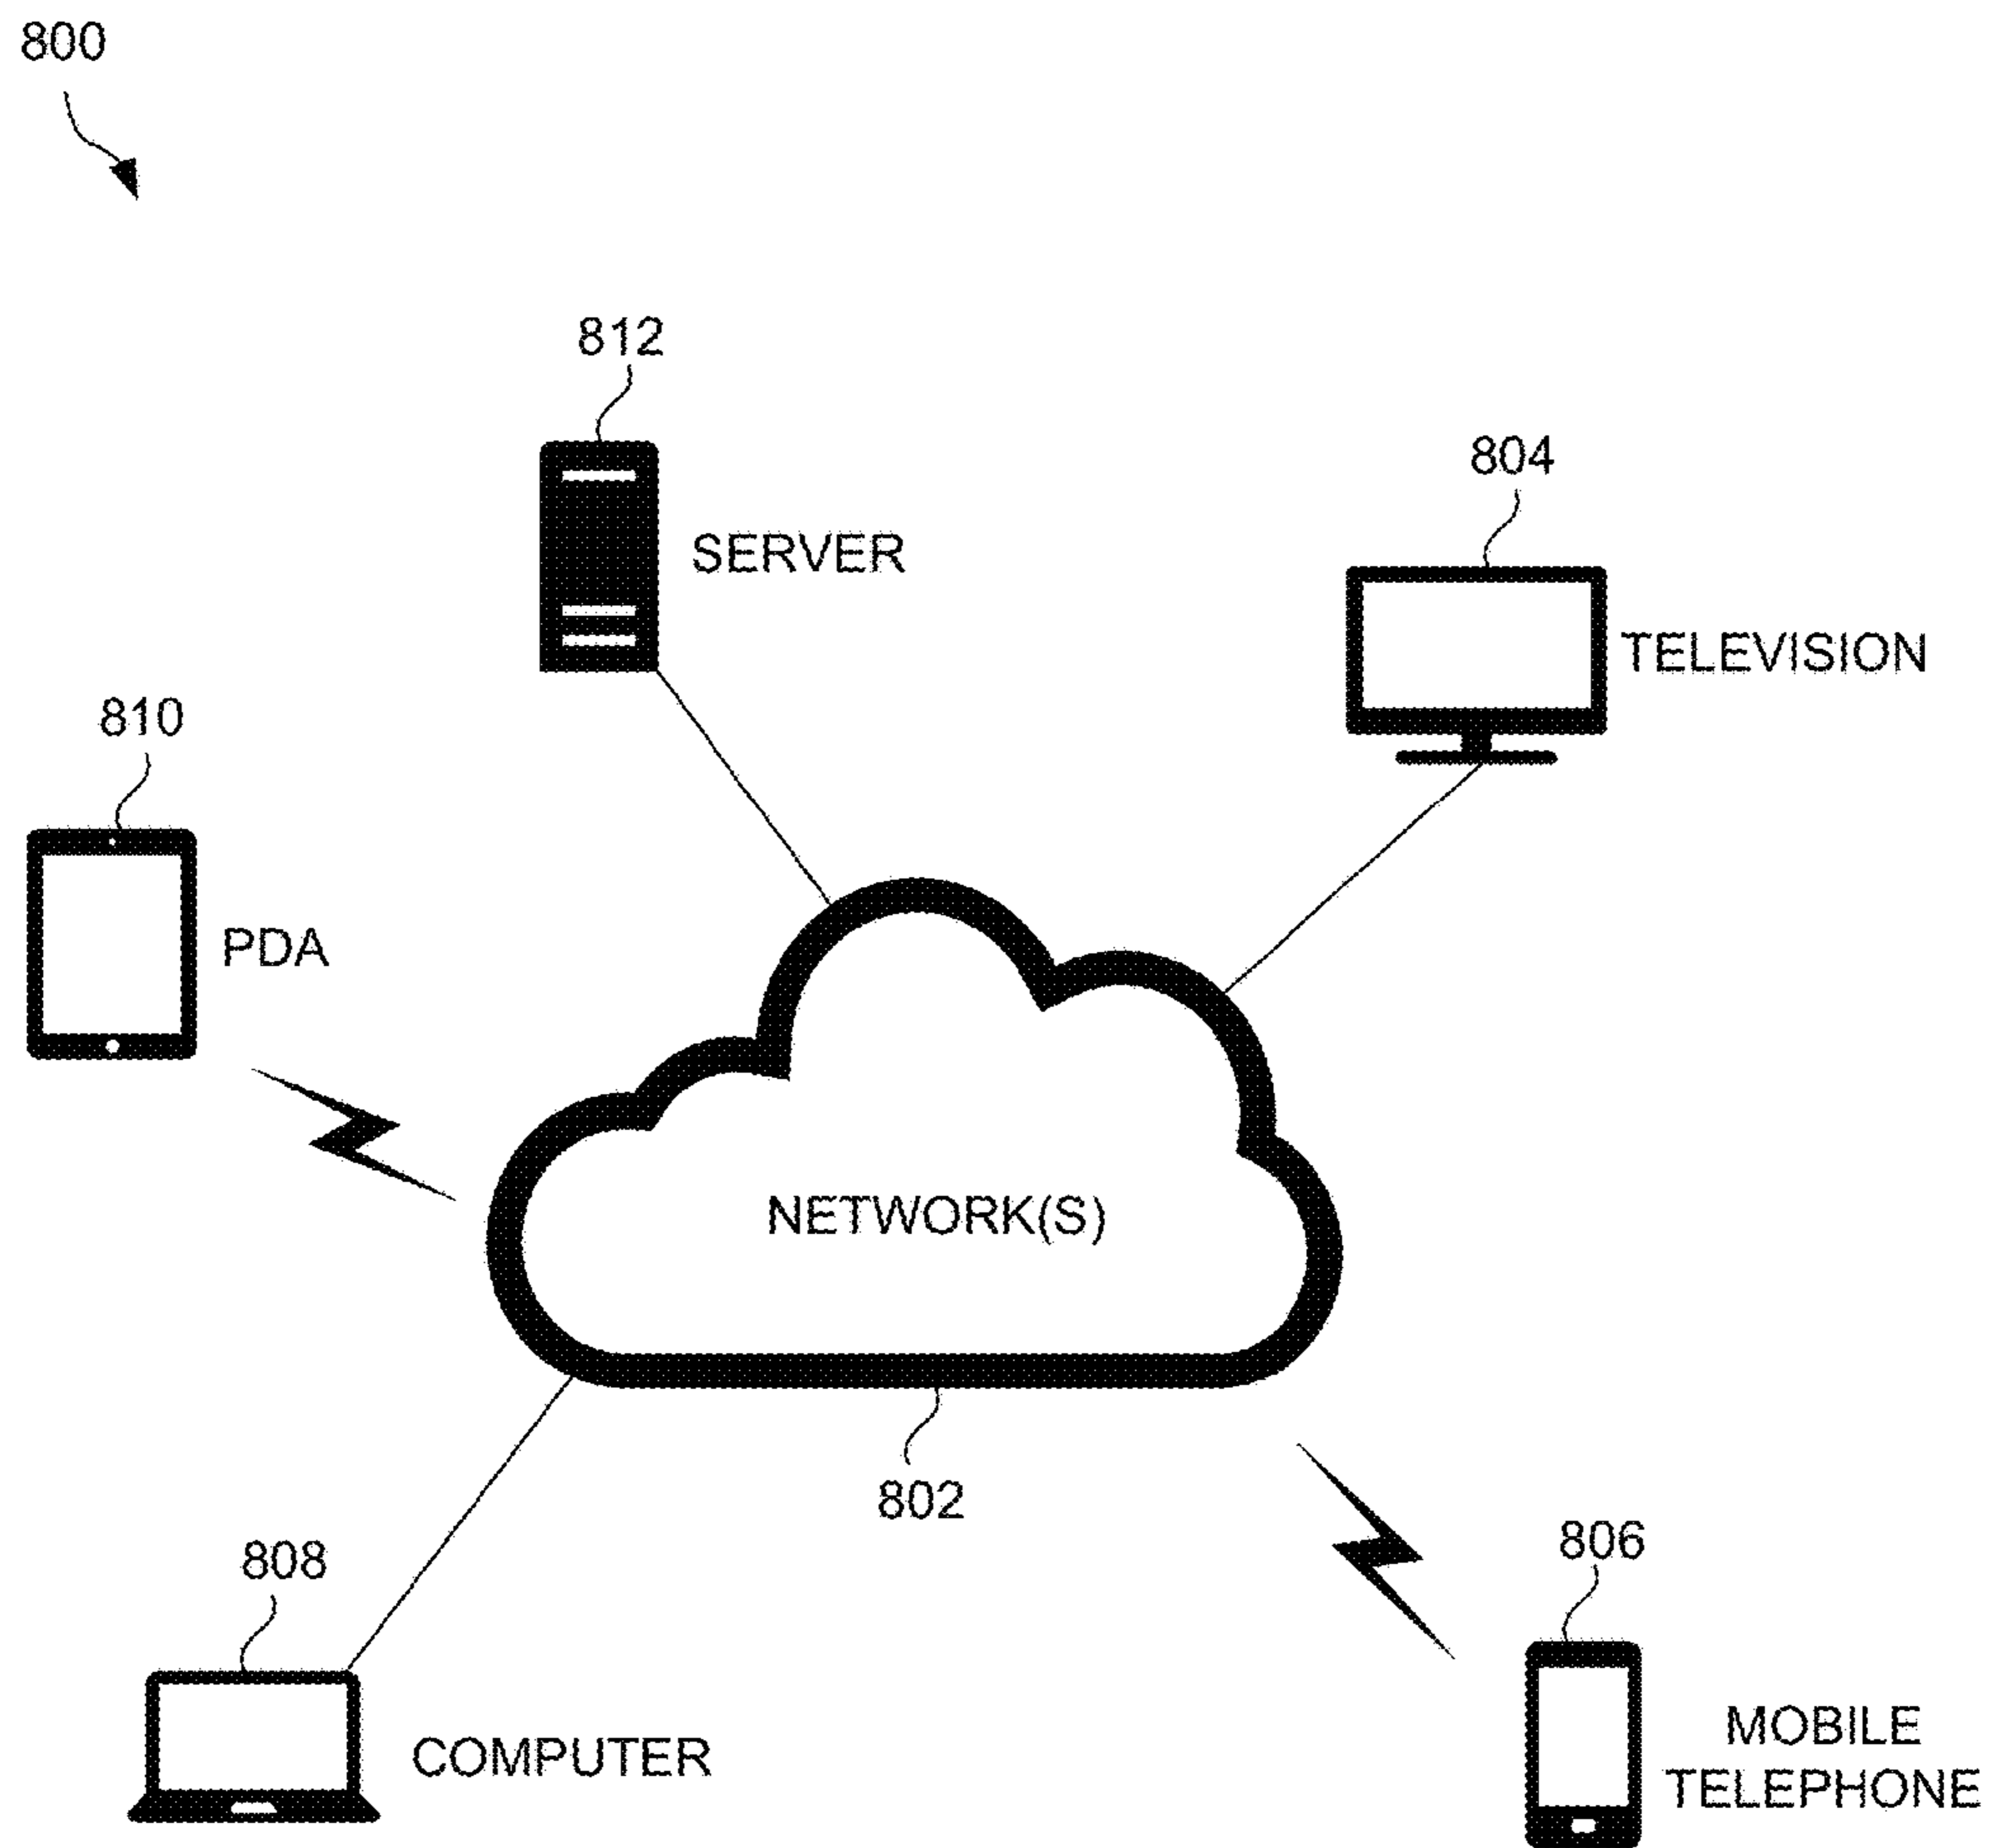 800
812
SERVER
804
TELEVISION
810
PDA
NETWORK(S)
802
808
COMPUTER
806
MOBILE
TELEPHONE